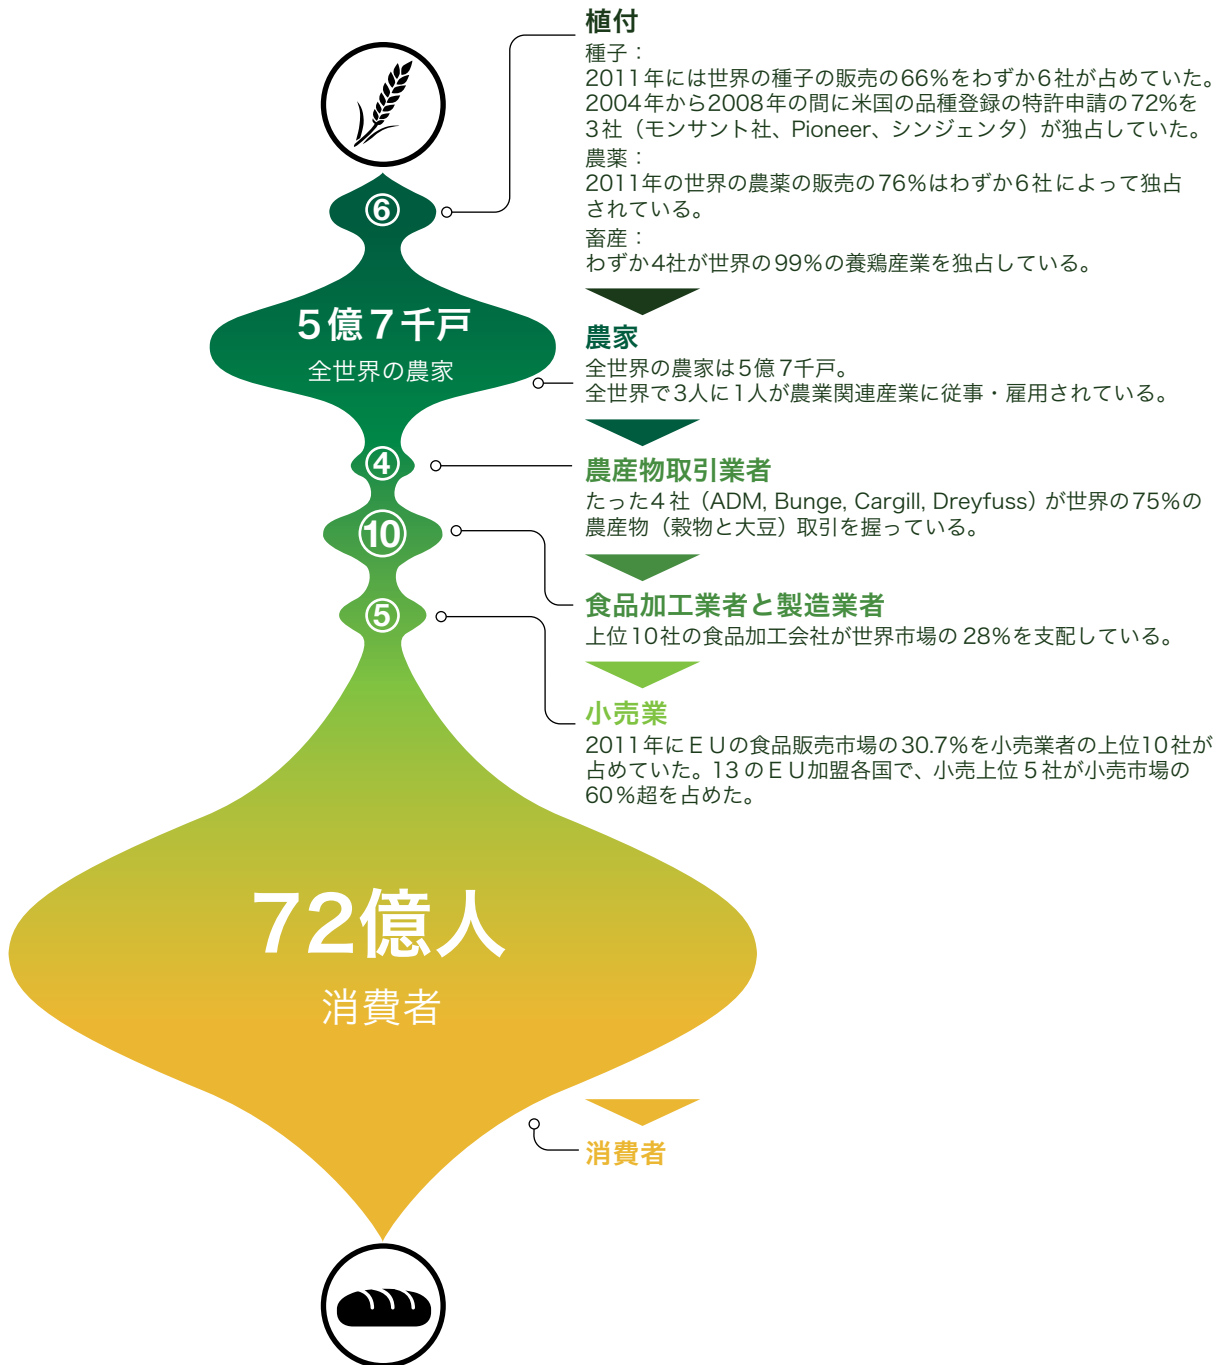 植付
種子：
2011年には世界の種子の販売の66%をわずか6社が占めていた。
2004年から2008年の間に米国の品種登録の特許申請の72%を
3社（モンサント社、Pioneer、シンジェンタ）が独占していた。
農薬：
2011年の世界の農薬の販売の76%はわずか6社によって独占
されている。
畜産：
わずか4社が世界の99%の養鶏産業を独占している。
⑥
5億7千戸
全世界の農家
農家
全世界の農家は5億7千戸。
全世界で3人に1人が農業関連産業に従事・雇用されている。
④
農産物取引業者
たった4社（ADM, Bunge, Cargill, Dreyfuss）が世界の75%の
農産物（穀物と大豆）取引を握っている。
⑩
食品加工業者と製造業者
上位10社の食品加工会社が世界市場の28%を支配している。
⑤
小売業
2011年にＥＵの食品販売市場の30.7%を小売業者の上位10社が
占めていた。13のＥＵ加盟各国で、小売上位5社が小売市場の
60%超を占めた。
72億人
消費者
消費者